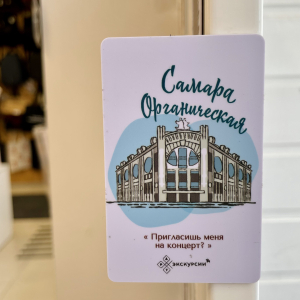 Самара
Органическая
« Пригласишь меня
на концерт? »
ЭКСКУРСИИ